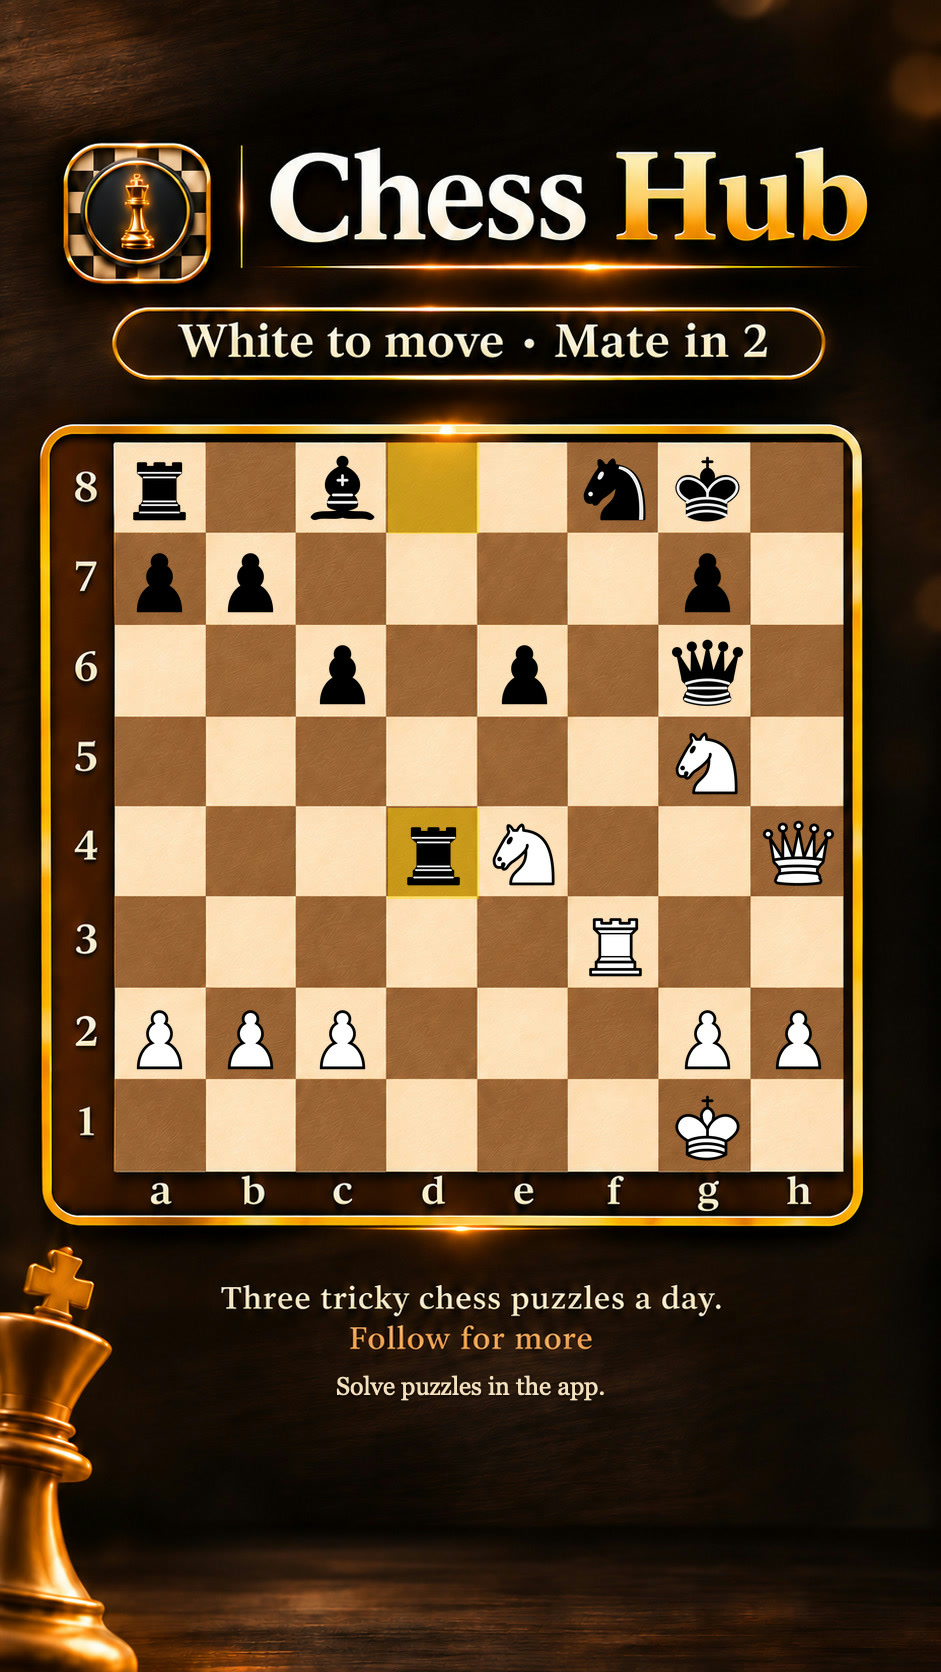 Chess Hub
White to move • Mate in 2
8
7
6
5
4
3
2
1
a b c d e f g h
Three tricky chess puzzles a day.
Follow for more
Solve puzzles in the app.